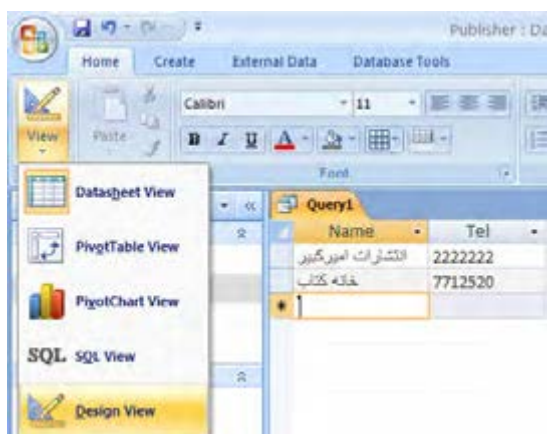 Publisher : Da
Home Create External Data Database Tools
View Paste Calibri 11
B I U A
Font
Datasheet View
PivotTable View
PivotChart View
SQL SQL View
Design View
Query1
Name Tel
انتشارات امیرکبیر 2222222
خانه کتاب 7712520